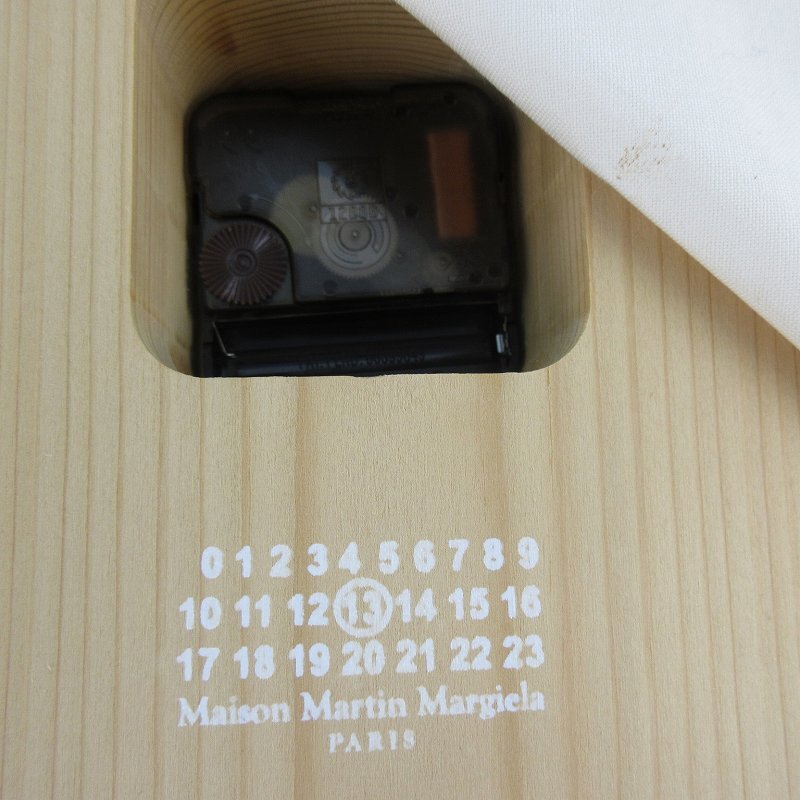 12888
0 1 2 3 4 5 6 7 8 9
10 11 12 13 14 15 16
17 18 19 20 21 22 23
Maison Martin Margiela
PARIS